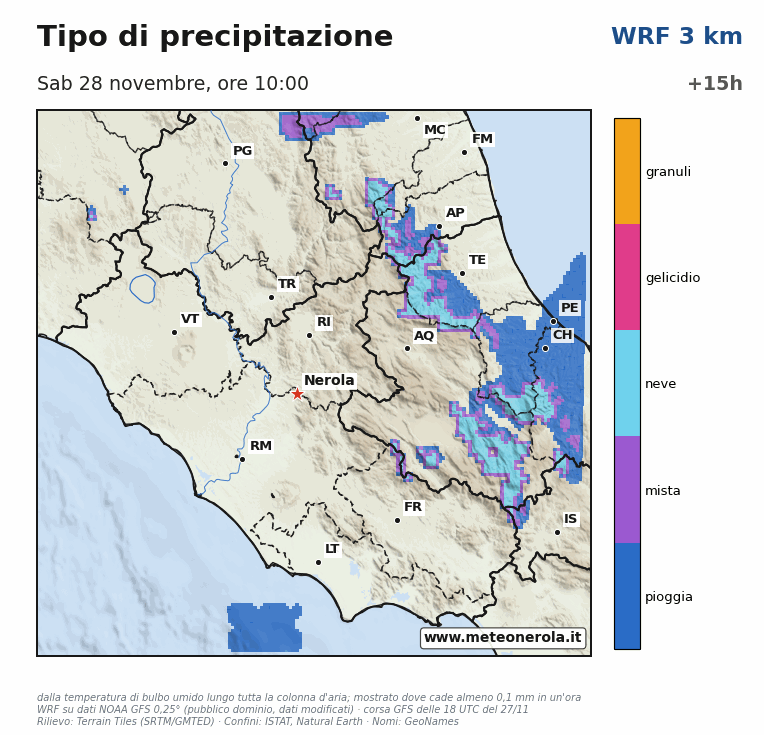 Tipo di precipitazione
WRF 3 km
Sab 28 novembre, ore 10:00
+15h
MC
FM
PG
granuli
AP
TE
gelicidio
TR
PE
VT
RI
AQ
CH
Nerola
neve
RM
mista
FR
IS
LT
pioggia
www.meteonerola.it
dalla temperatura di bulbo umido lungo tutta la colonna d'aria; mostrato dove cade almeno 0,1 mm in un'ora
WRF su dati NOAA GFS 0,25° (pubblico dominio, dati modificati) · corsa GFS delle 18 UTC del 27/11
Rilievo: Terrain Tiles (SRTM/GMTED) · Confini: ISTAT, Natural Earth · Nomi: GeoNames